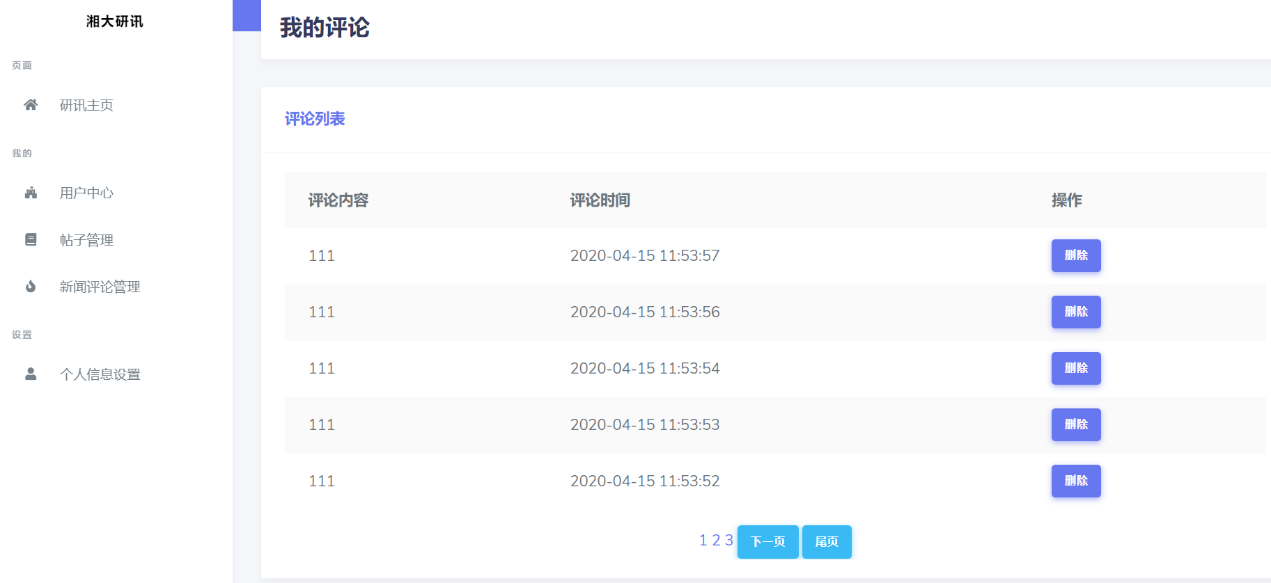 湘大研讯
我的评论
页面
研讯主页
我的
用户中心
帖子管理
新闻评论管理
设置
个人信息设置
评论列表
评论内容 评论时间 操作
111 2020-04-15 11:53:57 删除
111 2020-04-15 11:53:56 删除
111 2020-04-15 11:53:54 删除
111 2020-04-15 11:53:53 删除
111 2020-04-15 11:53:52 删除
1 2 3 下一页 尾页